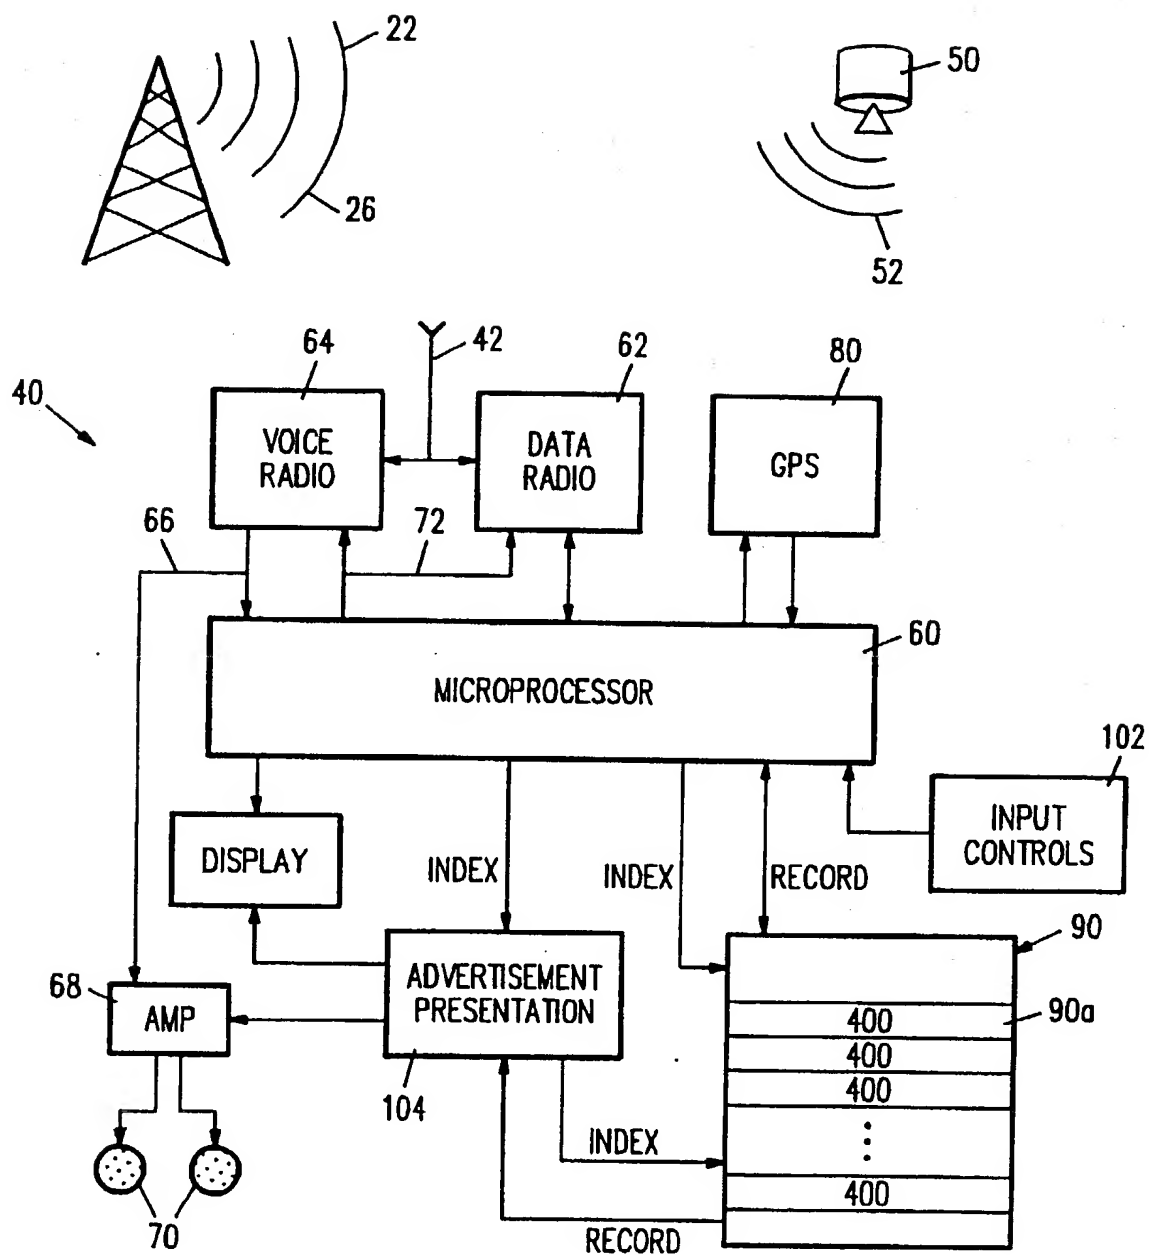 22
50
26
52
64
42
62
80
40
VOICE
RADIO
DATA
RADIO
GPS
66
72
60
MICROPROCESSOR
102
DISPLAY
INDEX
INDEX
RECORD
INPUT
CONTROLS
90
68
AMP
ADVERTISEMENT
PRESENTATION
400
90a
400
400
104
INDEX
400
70
RECORD